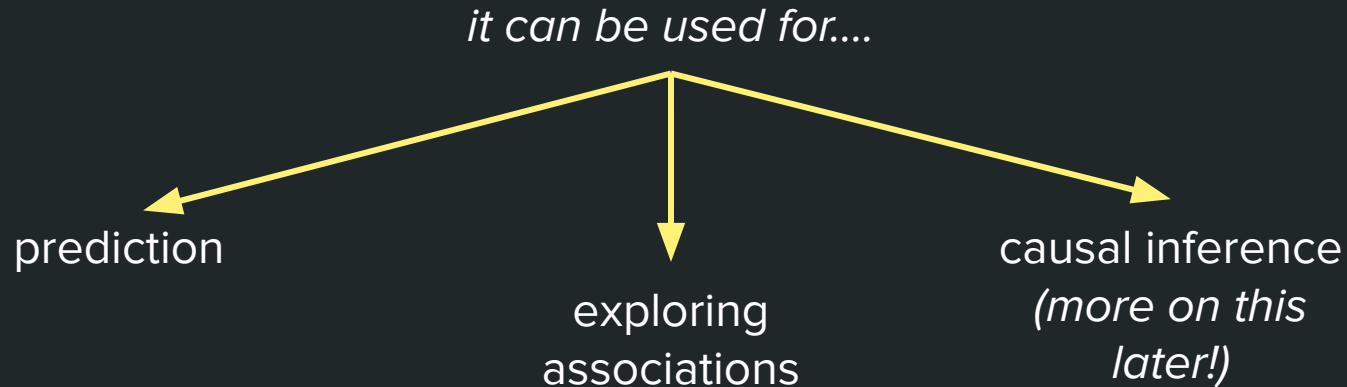 it can be used for....
prediction
exploring
associations
causal inference
(more on this
later!)